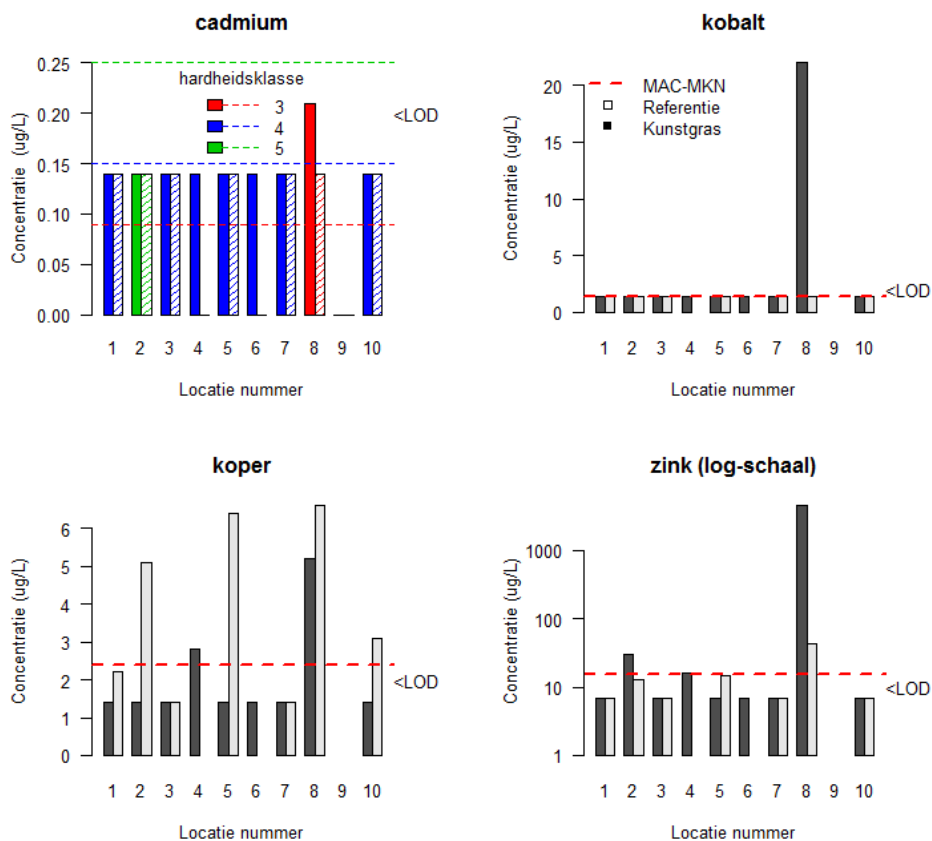 cadmium
Concentratie (ug/L)
0.25
0.20
0.15
0.10
0.05
0.00
hardheidsklasse
3
4
5
<LOD
1 2 3 4 5 6 7 8 9 10
Locatie nummer
kobalt
Concentratie (ug/L)
20
15
10
5
0
MAC-MKN
Referentie
Kunstgras
<LOD
1 2 3 4 5 6 7 8 9 10
Locatie nummer
koper
Concentratie (ug/L)
6
5
4
3
2
1
0
<LOD
1 2 3 4 5 6 7 8 9 10
Locatie nummer
zink (log-schaal)
Concentratie (ug/L)
1000
100
10
1
<LOD
1 2 3 4 5 6 7 8 9 10
Locatie nummer